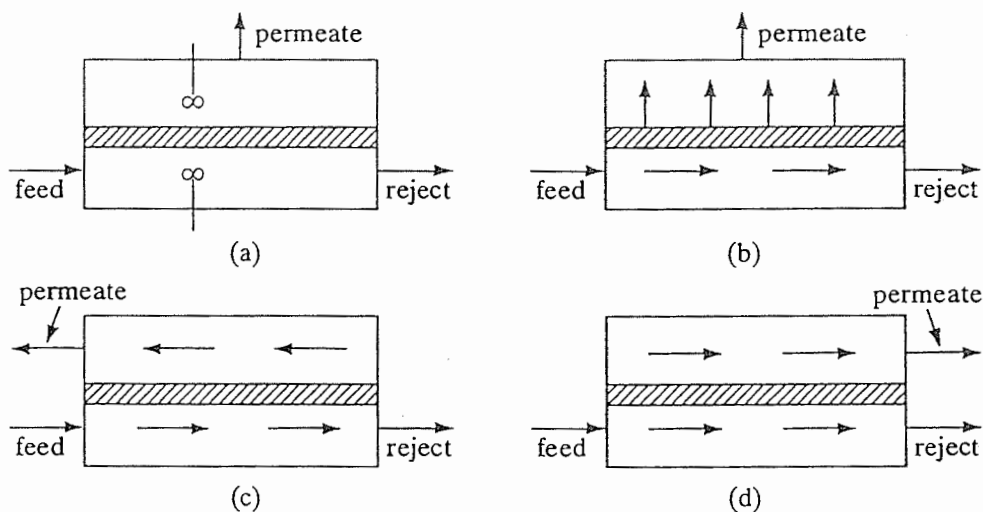 permeate
∞
∞
feed
reject
(a)
permeate
feed
reject
(b)
permeate
feed
reject
(c)
permeate
feed
reject
(d)